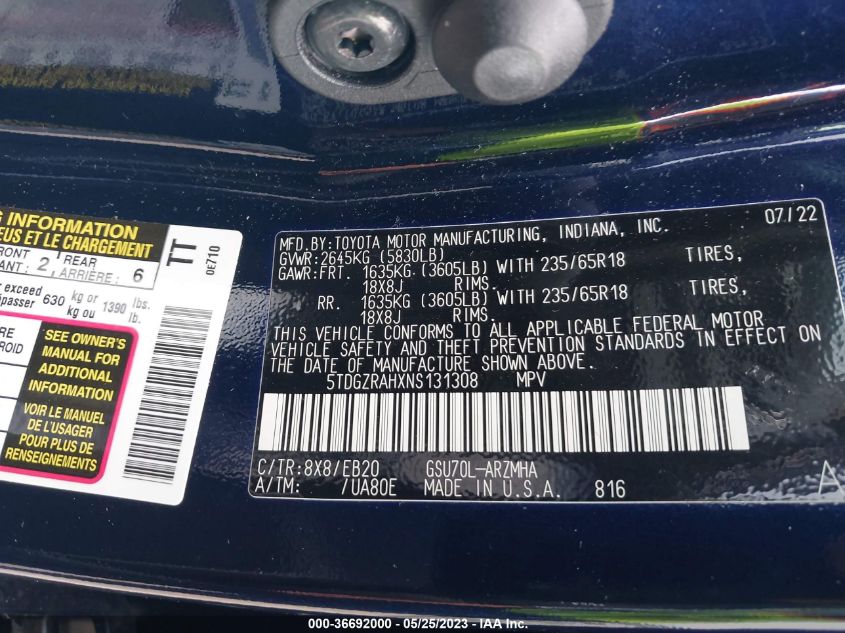 G INFORMATION
EUS ET LE CHARGEMENT
FRONT
ANT: 2
REAR
ARRIÈRE: 6
exceed
passer 630 kg or 1390 lbs.
kg ou lb.
TT
0E710
SEE OWNER'S
MANUAL FOR
ADDITIONAL
INFORMATION
VOIR LE MANUEL
DE L'USAGER
POUR PLUS DE
RENSEIGNEMENTS
MFD.BY:TOYOTA MOTOR MANUFACTURING, INDIANA, INC. 07/22
GVWR:2645KG (5830LB)
GAWR:FRT. 1635KG (3605LB) WITH 235/65R18 TIRES,
18X8J RIMS.
RR. 1635KG (3605LB) WITH 235/65R18 TIRES,
18X8J RIMS.
THIS VEHICLE CONFORMS TO ALL APPLICABLE FEDERAL MOTOR
VEHICLE SAFETY AND THEFT PREVENTION STANDARDS IN EFFECT ON
THE DATE OF MANUFACTURE SHOWN ABOVE.
5TDGZRAHXNS131308 MPV
C/TR:8X8/EB20 GSU70L-ARZMHA
A/TM: /UA80E MADE IN U.S.A. 816
A
000-36692000 - 05/25/2023 - IAA Inc.